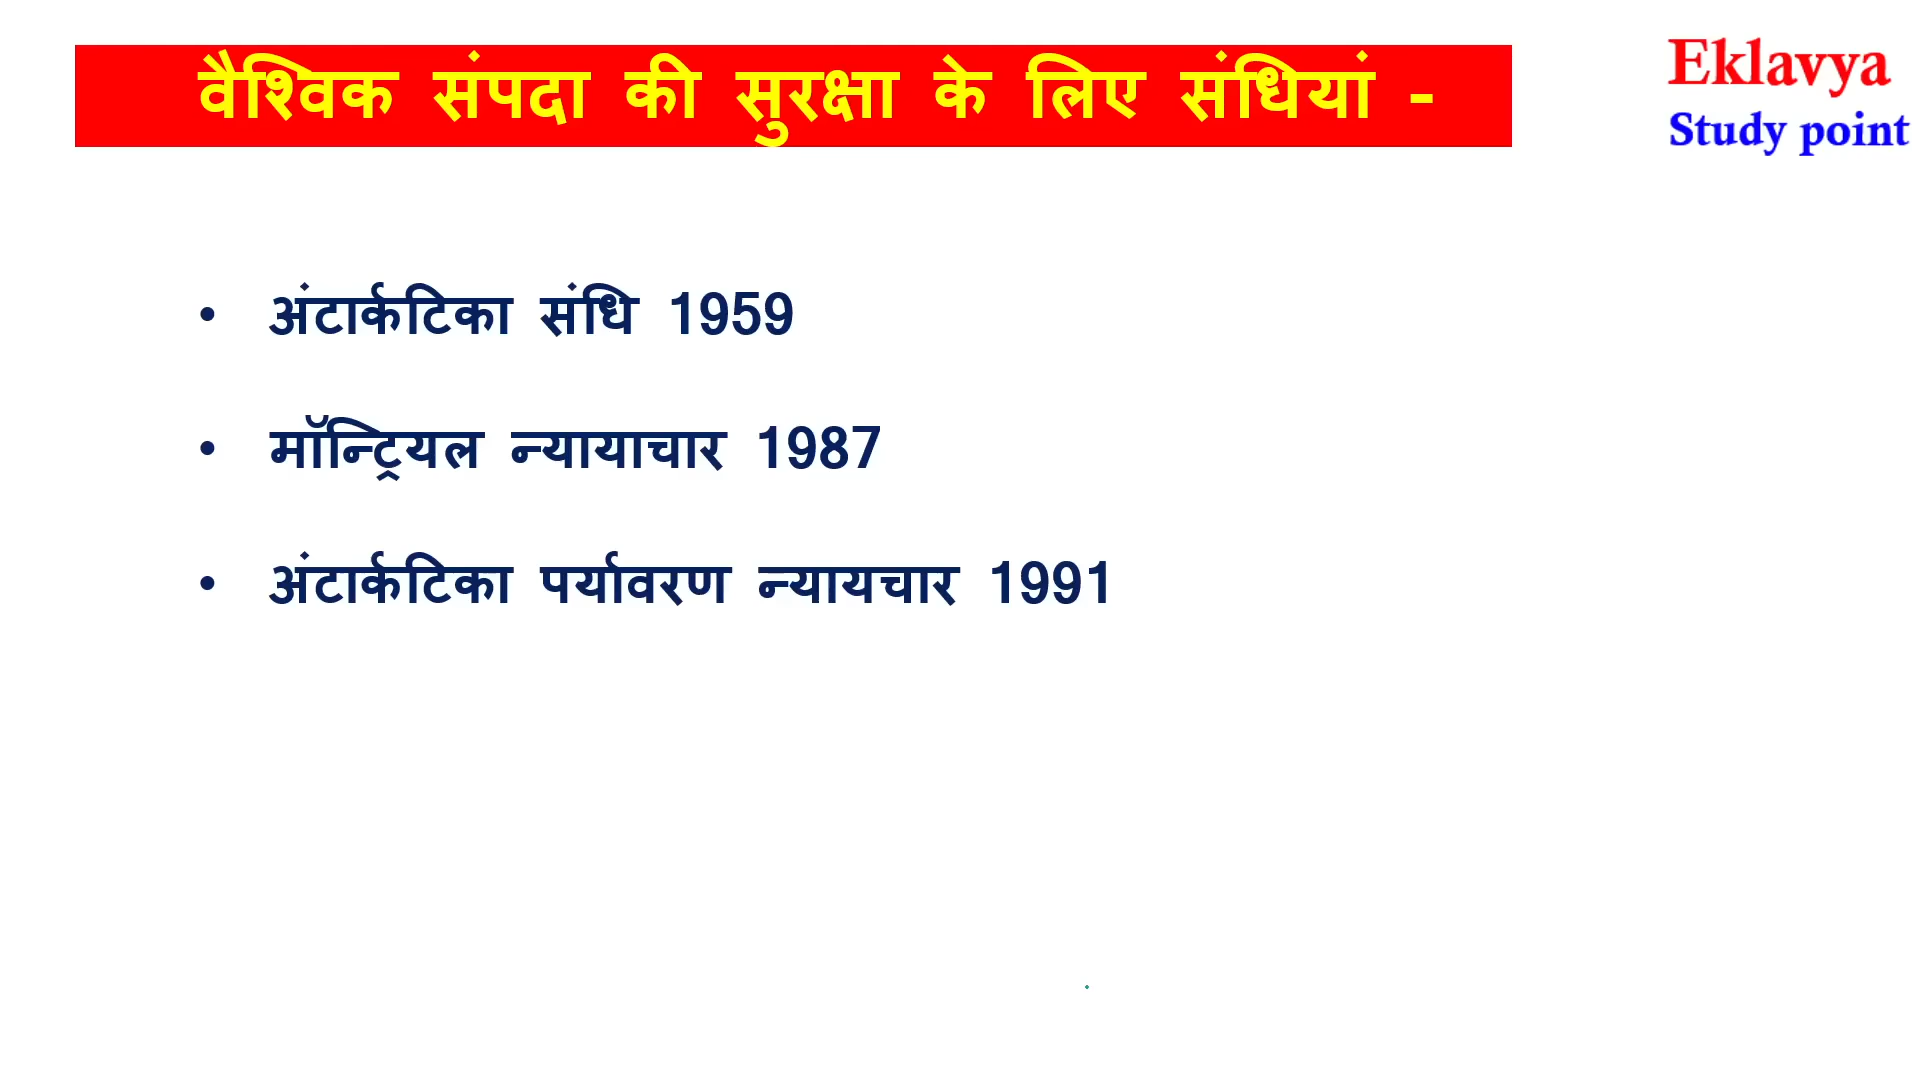 वैश्विक संपदा की सुरक्षा के लिए संधियां -
Eklavya
Study point
• अंटार्कटिका संधि 1959
• मॉन्ट्रियल न्यायाचार 1987
• अंटार्कटिका पर्यावरण न्यायचार 1991